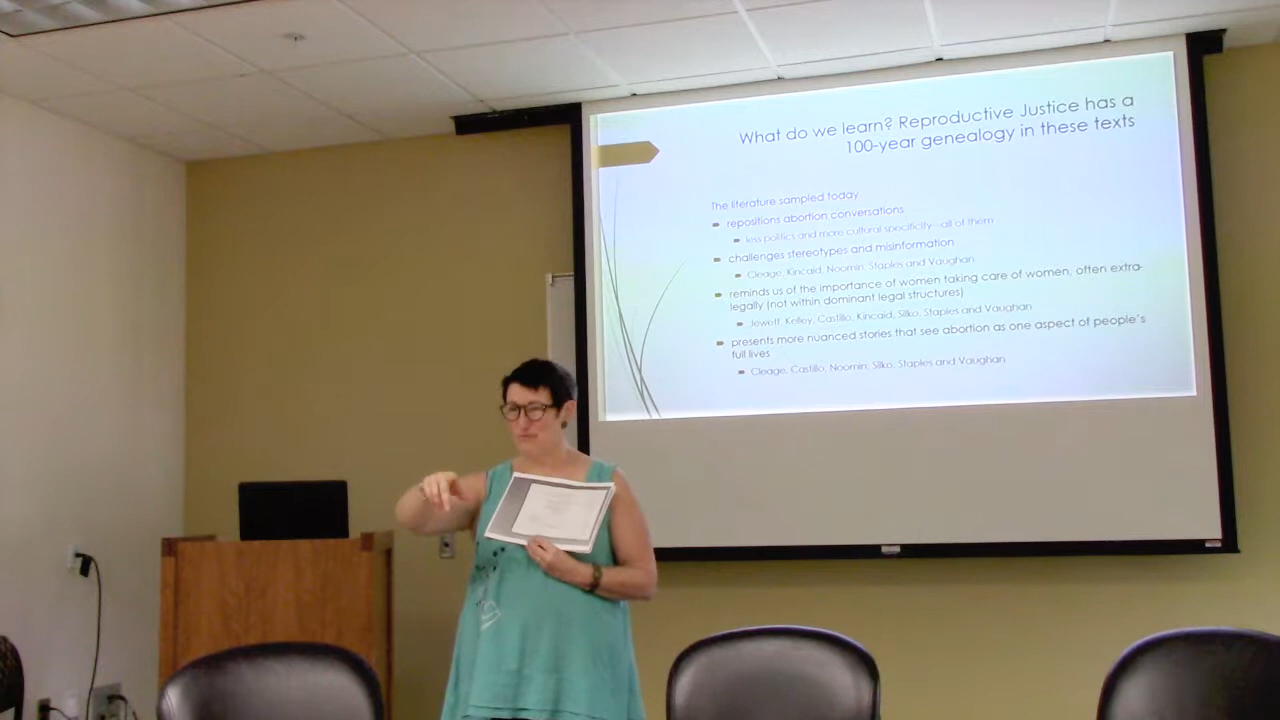 What do we learn? Reproductive Justice has a
100-year genealogy in these texts
The literature sampled today
repositions abortion conversations
less politics and more cultural specificity—all of them
challenges stereotypes and misinformation
Cleage, Kincaid, Noomin, Staples and Vaughan
reminds us of the importance of women taking care of women, often extra-
legally (not within dominant legal structures)
Jewett, Kelley, Castillo, Kincaid, Silko, Staples and Vaughan
presents more nuanced stories that see abortion as one aspect of people's
full lives
Cleage, Castillo, Noomin, Silko, Staples and Vaughan